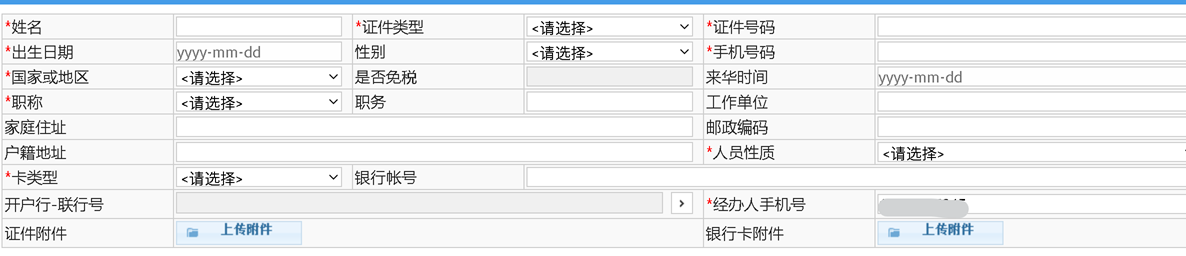 *姓名 *证件类型 <请选择> *证件号码
*出生日期 yyyy-mm-dd 性别 <请选择> *手机号码
*国家或地区 <请选择> 是否免税 来华时间 yyyy-mm-dd
*职称 <请选择> 职务 工作单位
家庭住址 邮政编码
户籍地址 *人员性质 <请选择>
*卡类型 <请选择> 银行帐号
开户行-联行号 *经办人手机号
证件附件 上传附件 银行卡附件 上传附件